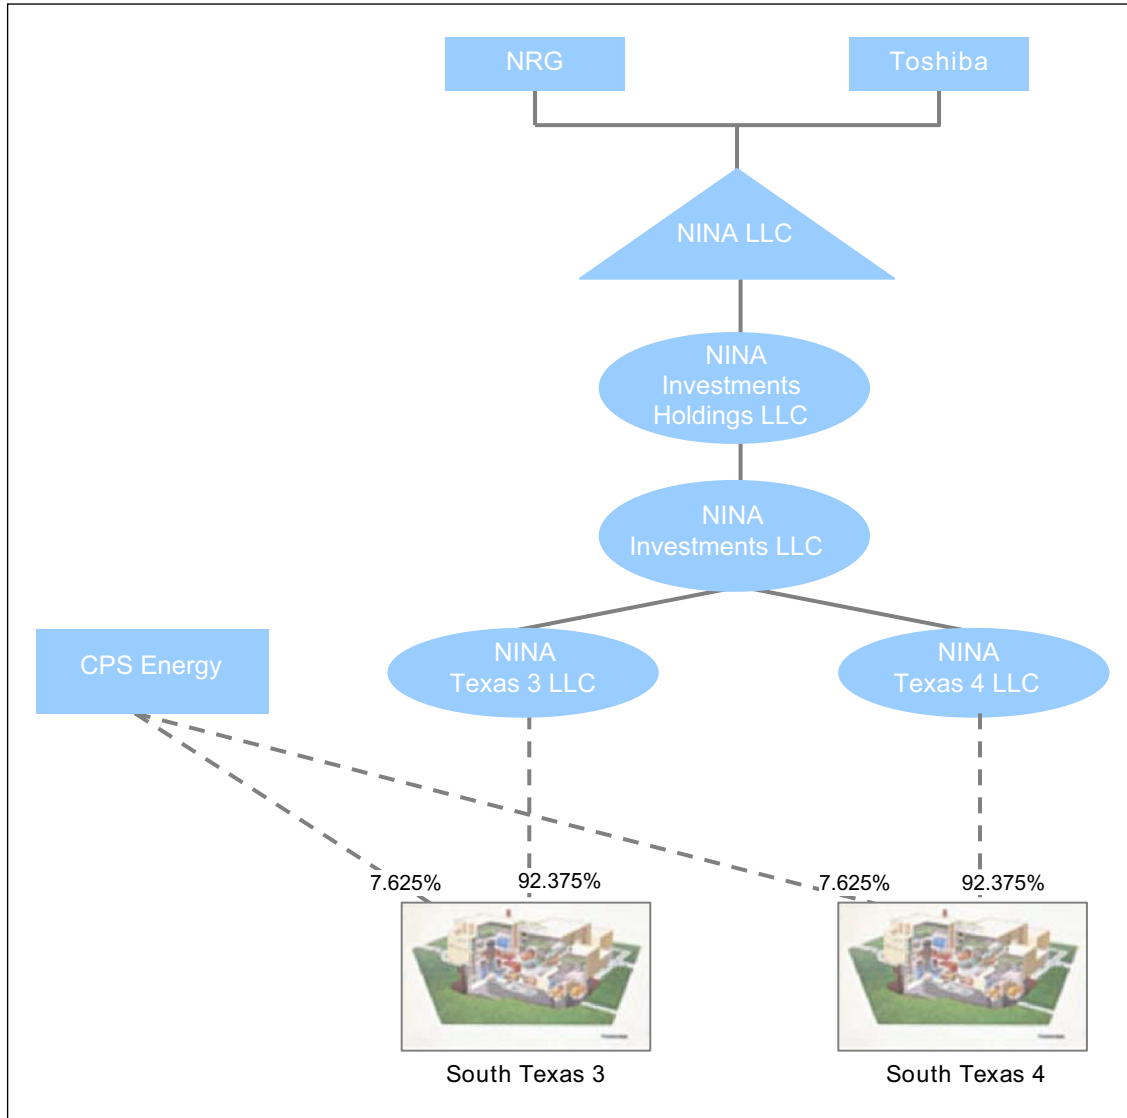 NRG
Toshiba
NINA LLC
NINA
Investments
Holdings LLC
NINA
Investments LLC
CPS Energy
NINA
Texas 3 LLC
NINA
Texas 4 LLC
7.625%
92.375%
7.625%
92.375%
South Texas 3
South Texas 4